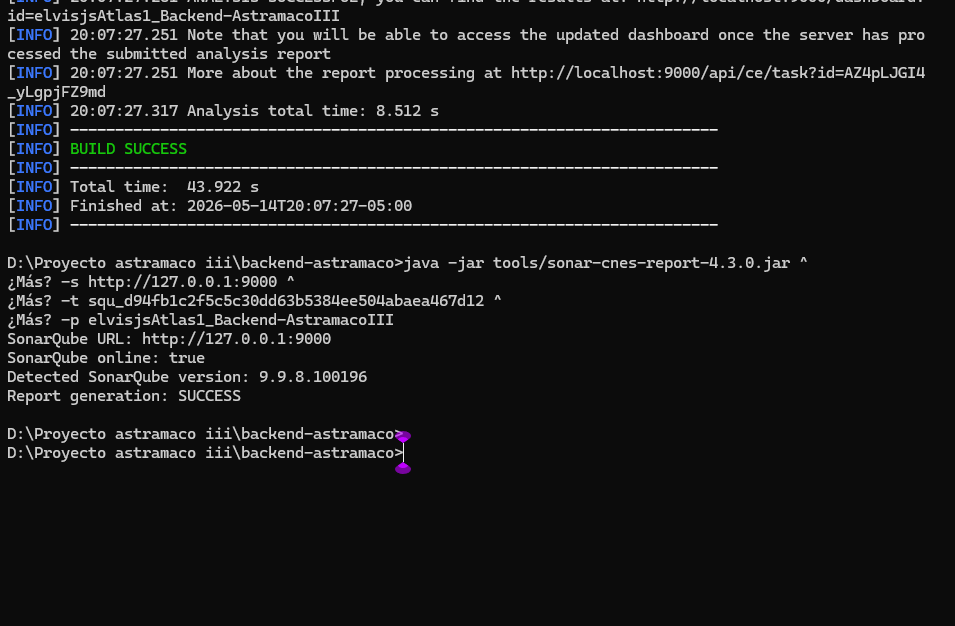 id=elvisjsAtlas1_Backend-AstramacoIII
[INFO] 20:07:27.251 Note that you will be able to access the updated dashboard once the server has pro
cessed the submitted analysis report
[INFO] 20:07:27.251 More about the report processing at http://localhost:9000/api/ce/task?id=AZ4pLJGI4
_yLgpjFZ9md
[INFO] 20:07:27.317 Analysis total time: 8.512 s
[INFO] ------------------------------------------------------------------------
[INFO] BUILD SUCCESS
[INFO] ------------------------------------------------------------------------
[INFO] Total time:  43.922 s
[INFO] Finished at: 2026-05-14T20:07:27-05:00
[INFO] ------------------------------------------------------------------------
D:\Proyecto astramaco iii\backend-astramaco>java -jar tools/sonar-cnes-report-4.3.0.jar ^
¿Más? -s http://127.0.0.1:9000 ^
¿Más? -t squ_d94fb1c2f5c5c30dd63b5384ee504abaea467d12 ^
¿Más? -p elvisjsAtlas1_Backend-AstramacoIII
SonarQube URL: http://127.0.0.1:9000
SonarQube online: true
Detected SonarQube version: 9.9.8.100196
Report generation: SUCCESS
D:\Proyecto astramaco iii\backend-astramaco>
D:\Proyecto astramaco iii\backend-astramaco>